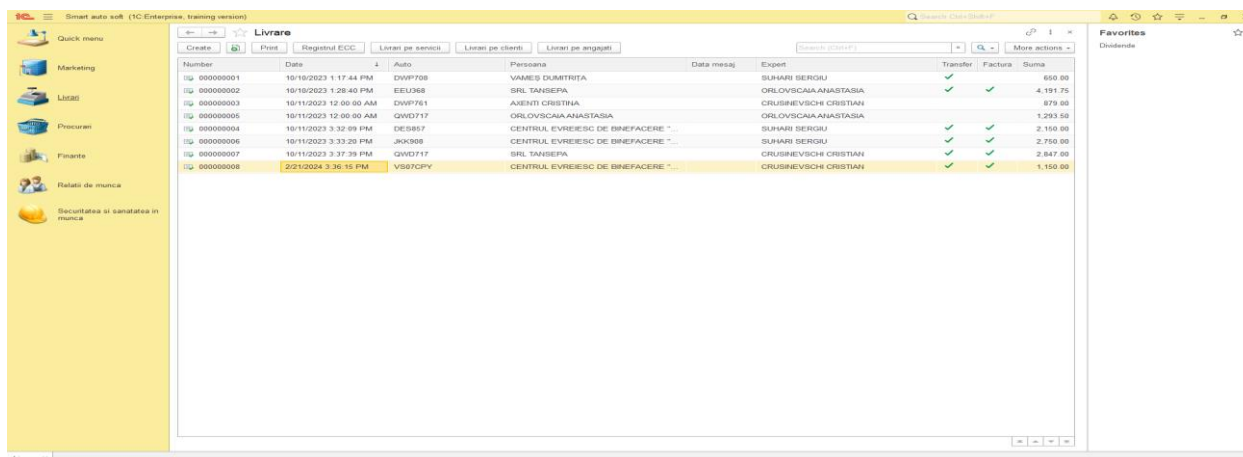 1C Smart auto soft (1C:Enterprise, training version) Search Ctrl+Shift+F
Quick menu
Marketing
Livrari
Procurari
Finante
Relatii de munca
Securitatea si sanatatea in
munca
Livrare
Create Print Registrul ECC Livrari pe servicii Livrari pe clienti Livrari pe angajati Search (Ctrl+F) More actions
Number Date Auto Persoana Data mesaj Expert Transfer Factura Suma
000000001 10/10/2023 1:17:44 PM DWP708 VAMEȘ DUMITRIȚA SUHARI SERGIU 650.00
000000002 10/10/2023 1:28:40 PM EEU368 SRL TANSEPA ORLOVSCAIA ANASTASIA 4,191.75
000000003 10/11/2023 12:00:00 AM DWP761 AXENTI CRISTINA CRUSINEVSCHI CRISTIAN 879.00
000000005 10/11/2023 12:00:00 AM QWD717 ORLOVSCAIA ANASTASIA ORLOVSCAIA ANASTASIA 1,293.50
000000004 10/11/2023 3:32:09 PM DES857 CENTRUL EVREIESC DE BINEFACERE "... SUHARI SERGIU 2,150.00
000000006 10/11/2023 3:33:20 PM JKK908 CENTRUL EVREIESC DE BINEFACERE "... SUHARI SERGIU 2,750.00
000000007 10/11/2023 3:37:39 PM QWD717 SRL TANSEPA CRUSINEVSCHI CRISTIAN 2,847.00
000000008 2/21/2024 3:36:15 PM VS07CPY CENTRUL EVREIESC DE BINEFACERE "... CRUSINEVSCHI CRISTIAN 1,150.00
Favorites
Dividende